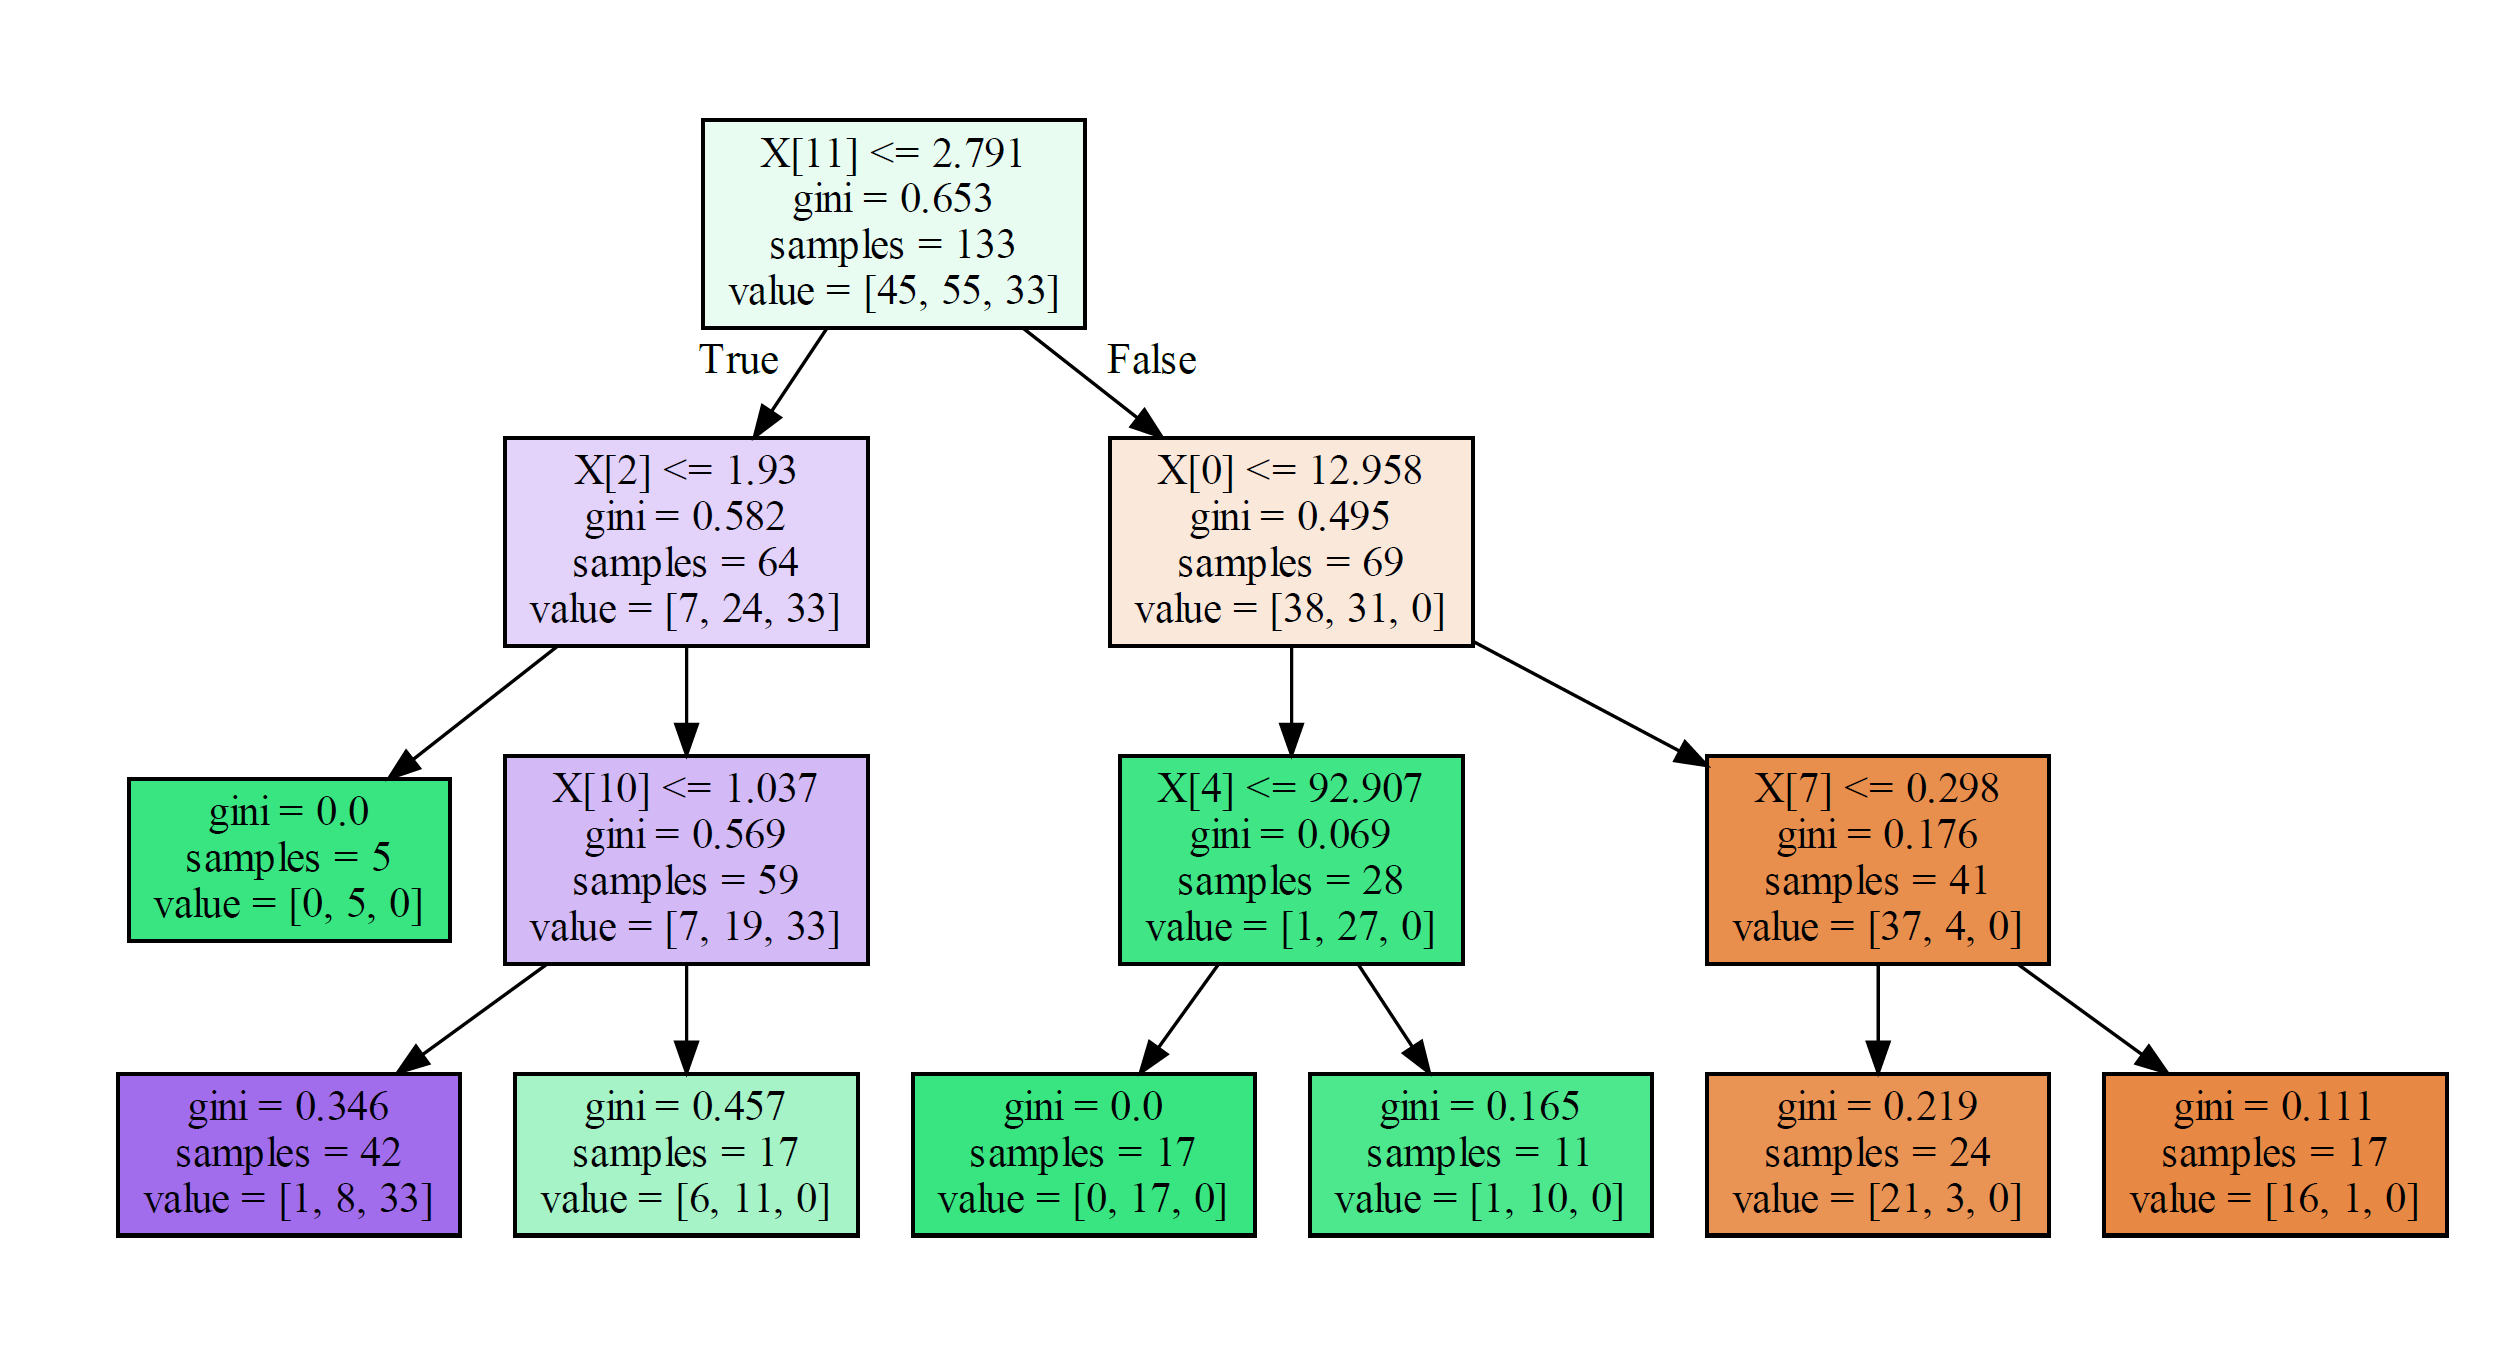 X[11] <= 2.791
gini = 0.653
samples = 133
value = [45, 55, 33]
True
False
X[2] <= 1.93
gini = 0.582
samples = 64
value = [7, 24, 33]
X[0] <= 12.958
gini = 0.495
samples = 69
value = [38, 31, 0]
gini = 0.0
samples = 5
value = [0, 5, 0]
X[10] <= 1.037
gini = 0.569
samples = 59
value = [7, 19, 33]
X[4] <= 92.907
gini = 0.069
samples = 28
value = [1, 27, 0]
X[7] <= 0.298
gini = 0.176
samples = 41
value = [37, 4, 0]
gini = 0.346
samples = 42
value = [1, 8, 33]
gini = 0.457
samples = 17
value = [6, 11, 0]
gini = 0.0
samples = 17
value = [0, 17, 0]
gini = 0.165
samples = 11
value = [1, 10, 0]
gini = 0.219
samples = 24
value = [21, 3, 0]
gini = 0.111
samples = 17
value = [16, 1, 0]